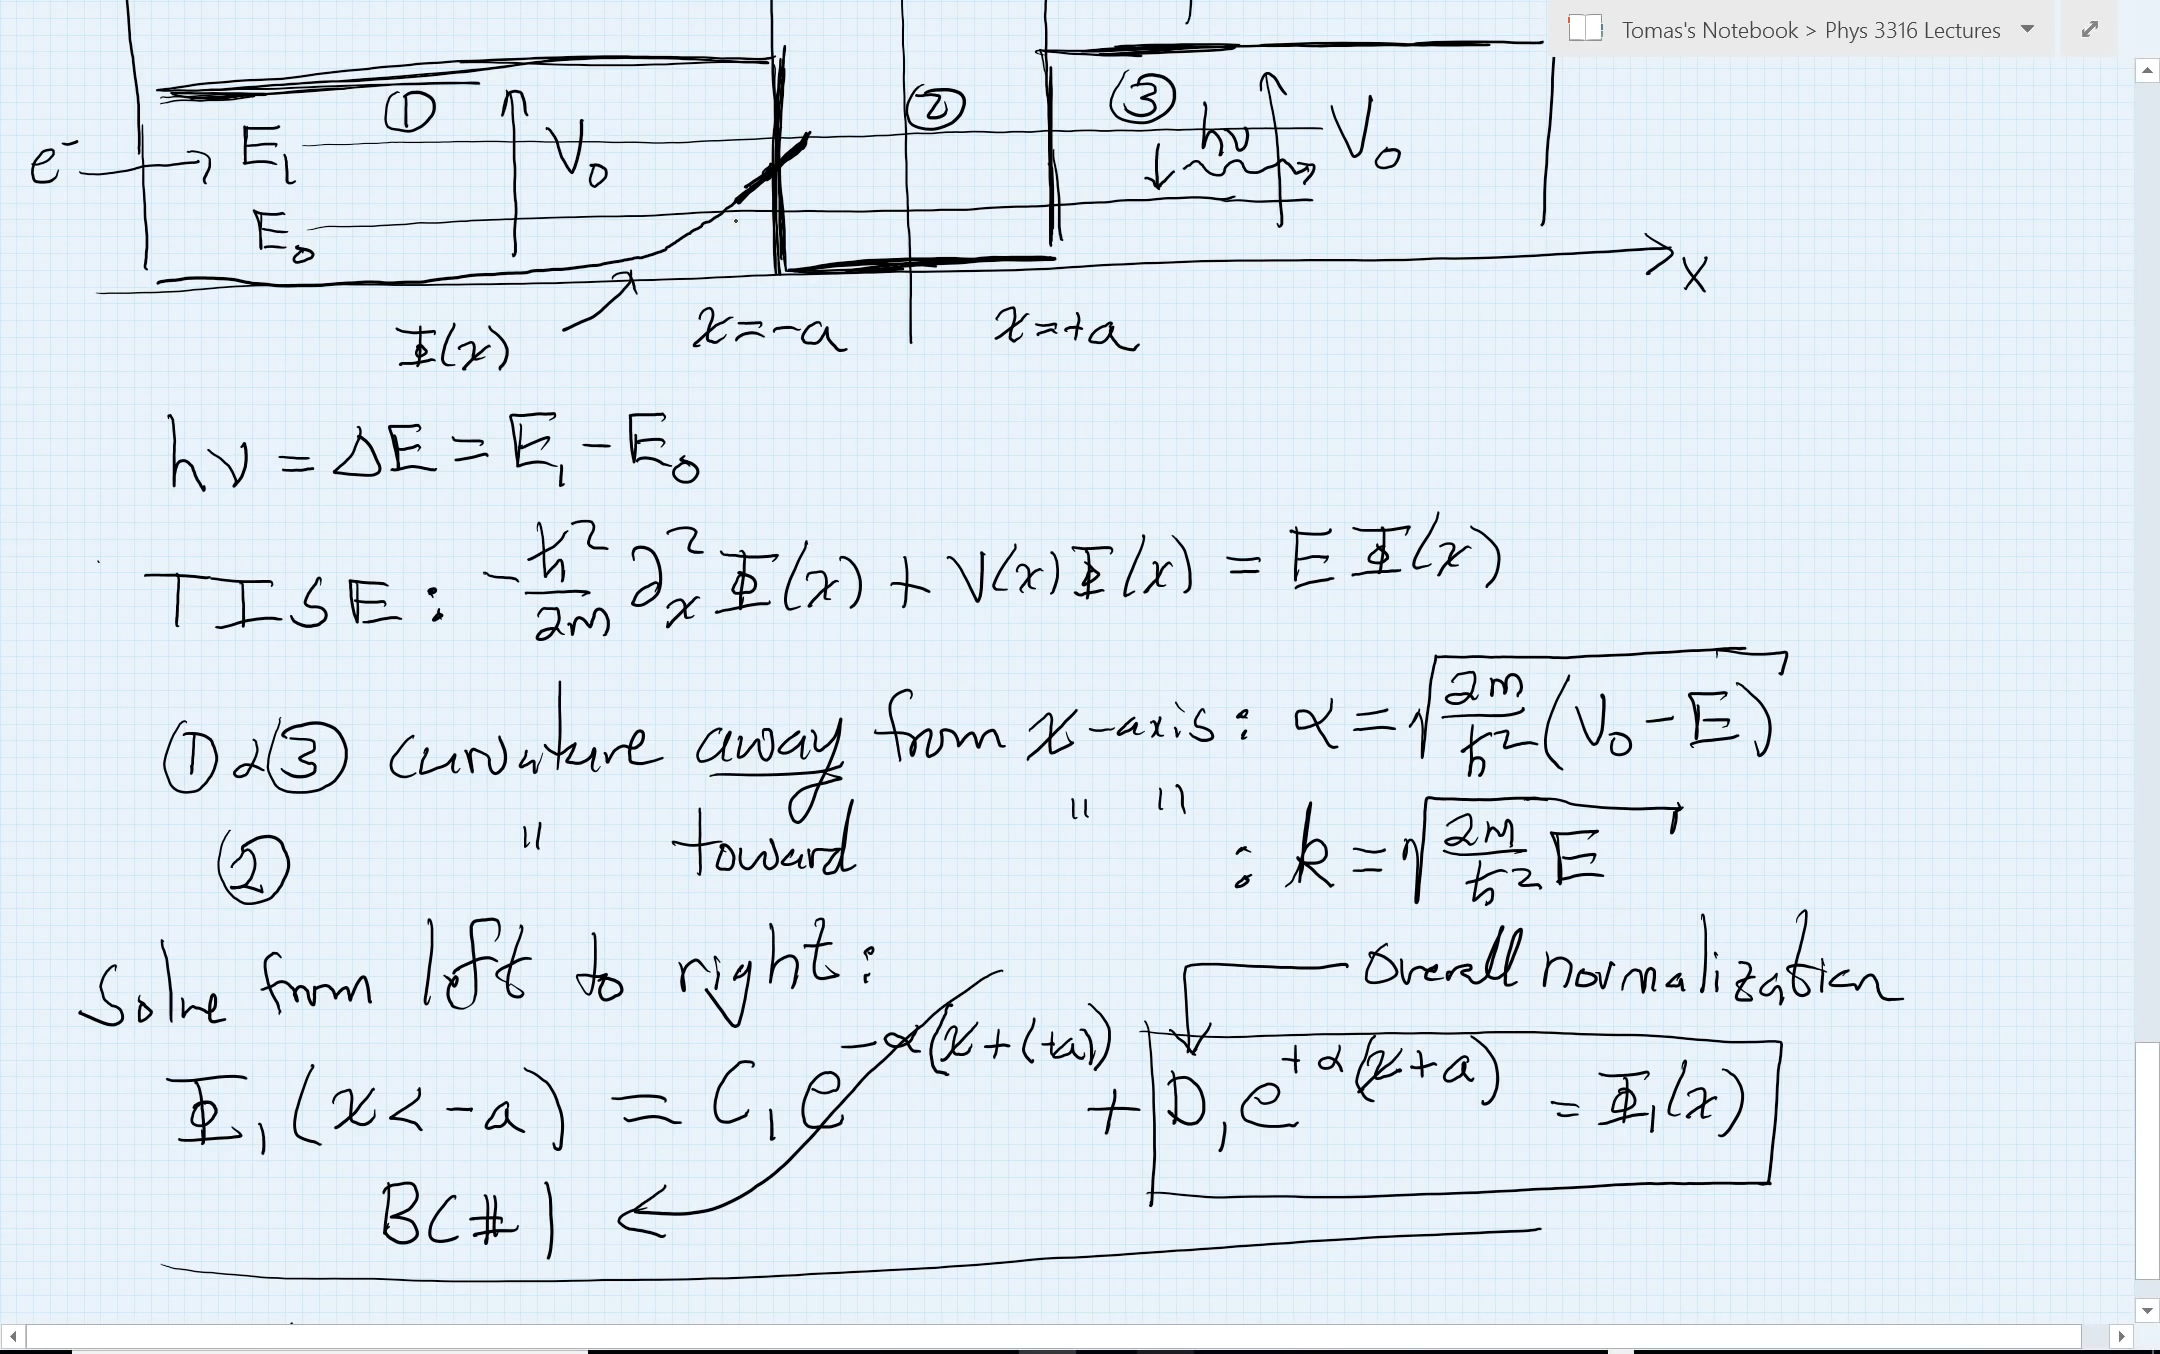 Tomas's Notebook > Phys 3316 Lectures
① ② ③
e⁻ → E₁ V₀ hν V₀
E₀
x
Φ(x) x=-a x=+a
hν = ΔE = E₁ - E₀
TISE: -ħ²/2m ∂²ₓ Φ(x) + V(x)Φ(x) = E Φ(x)
① & ③ curvature away from x-axis: α = √(2m/ħ² (V₀ - E))
② " toward " " : k = √(2m/ħ² E)
Solve from left to right: Overall normalization
Φ₁(x<-a) = C₁e^(-α(x+(+a))) + D₁e^(+α(x+a)) = Φ₁(x)
BC#1